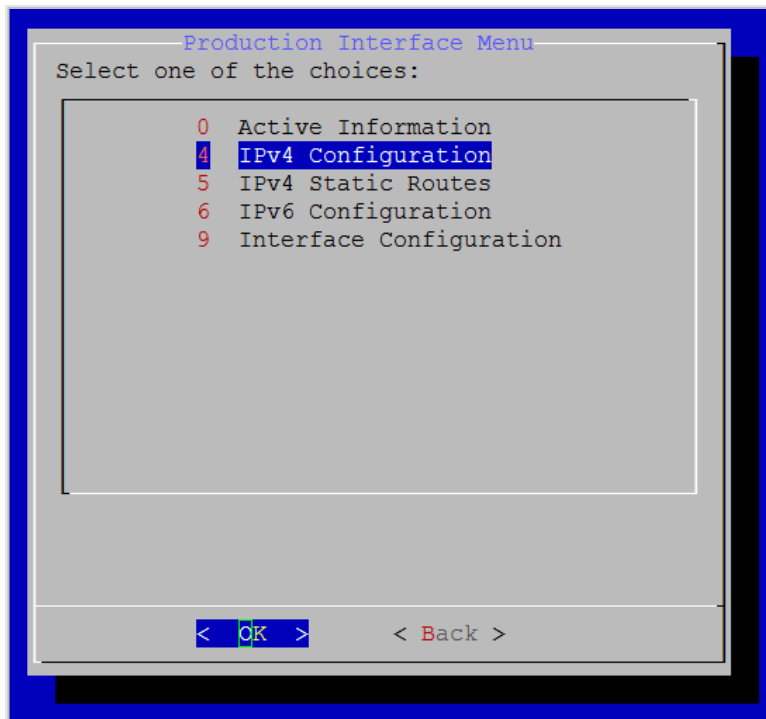 Production Interface Menu
Select one of the choices:
0 Active Information
4 IPv4 Configuration
5 IPv4 Static Routes
6 IPv6 Configuration
9 Interface Configuration
< OK > < Back >